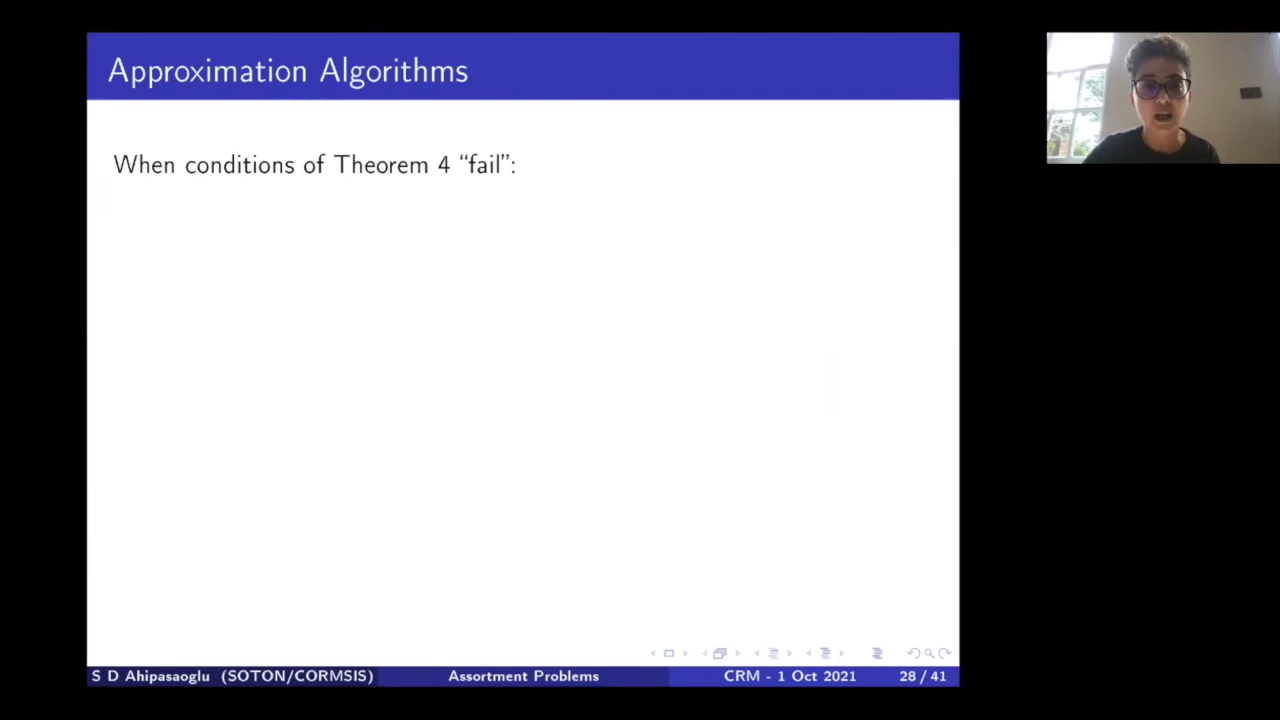 Approximation Algorithms
When conditions of Theorem 4 “fail”:
S D Ahipasaoglu (SOTON/CORMSIS) Assortment Problems CRM - 1 Oct 2021 28 / 41